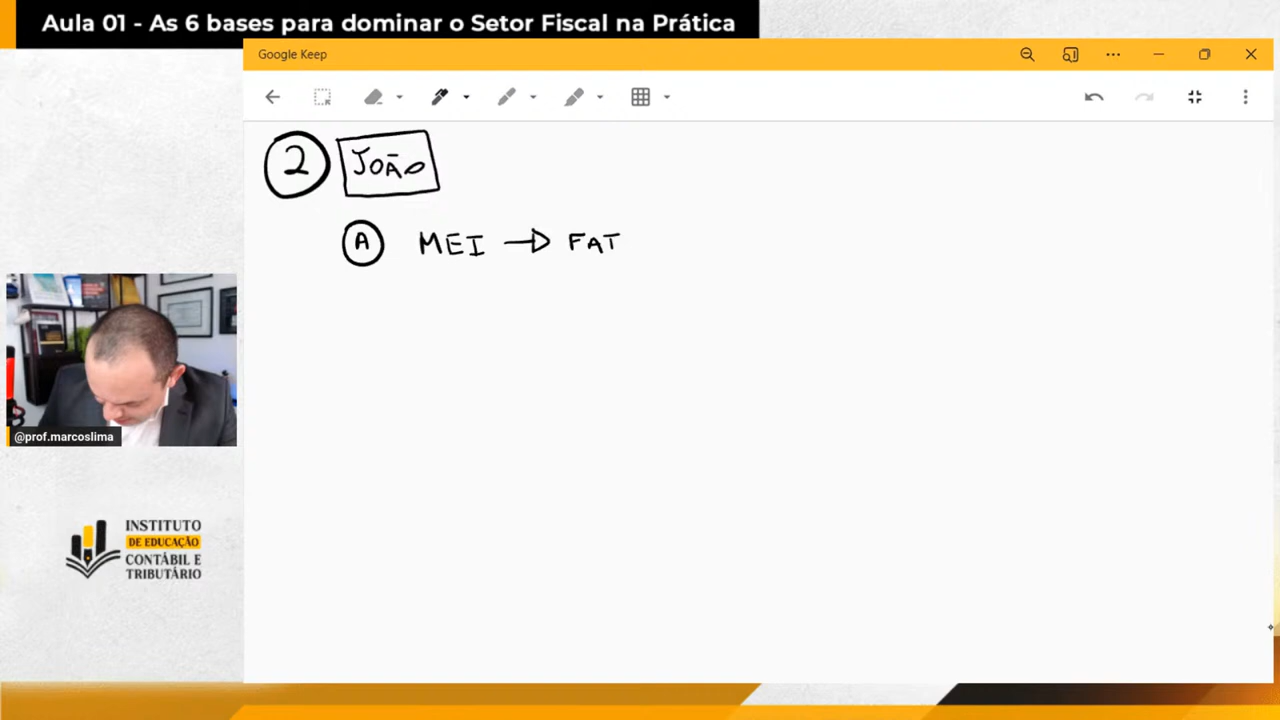 Aula 01 - As 6 bases para dominar o Setor Fiscal na Prática
Google Keep
2 JOÃO
A MEI → FAT
@prof.marcoslima
INSTITUTO
DE EDUCAÇÃO
CONTÁBIL E
TRIBUTÁRIO